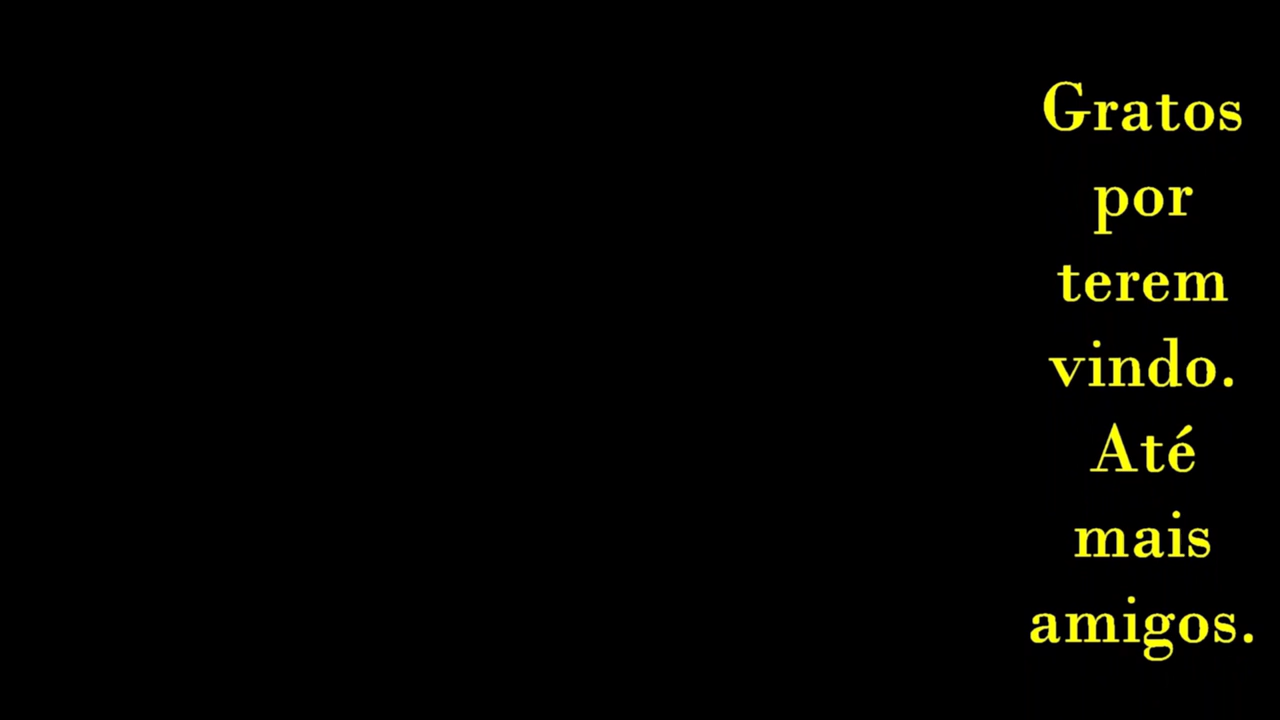 Gratos
por
terem
vindo.
Até
mais
amigos.